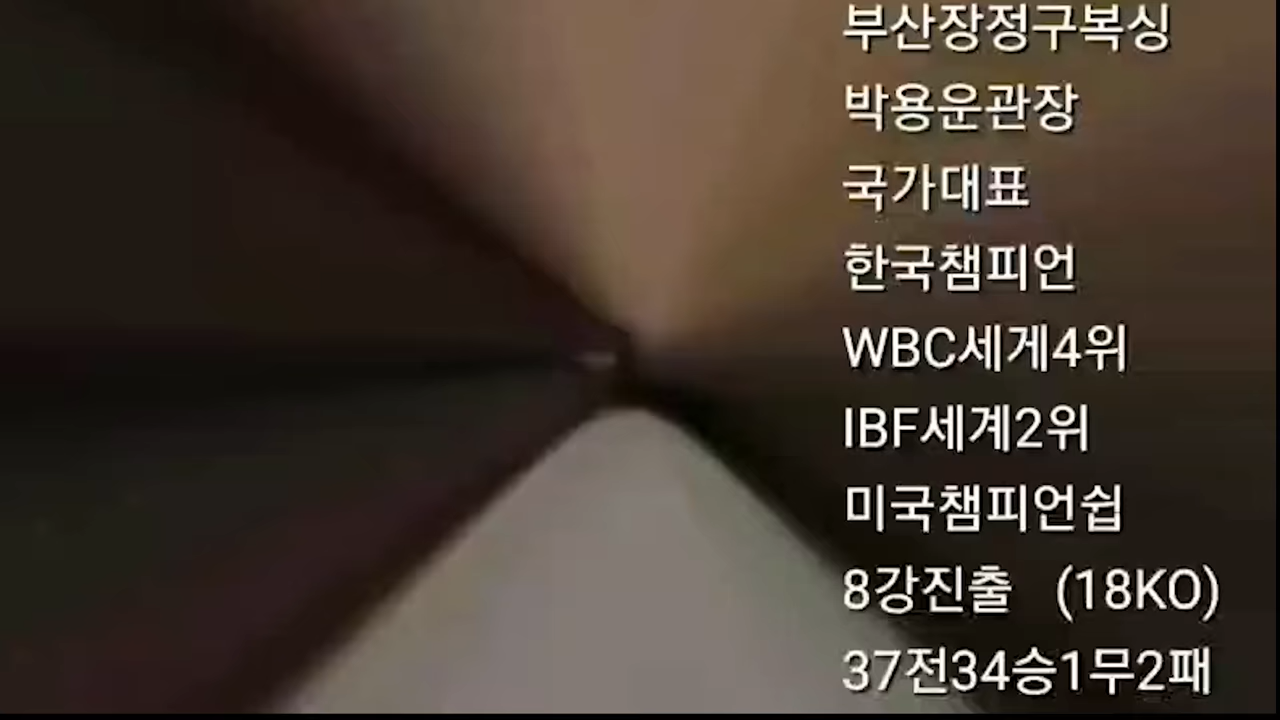 부산장정구복싱
박용운관장
국가대표
한국챔피언
WBC세게4위
IBF세계2위
미국챔피언쉽
8강진출 (18KO)
37전34승1무2패